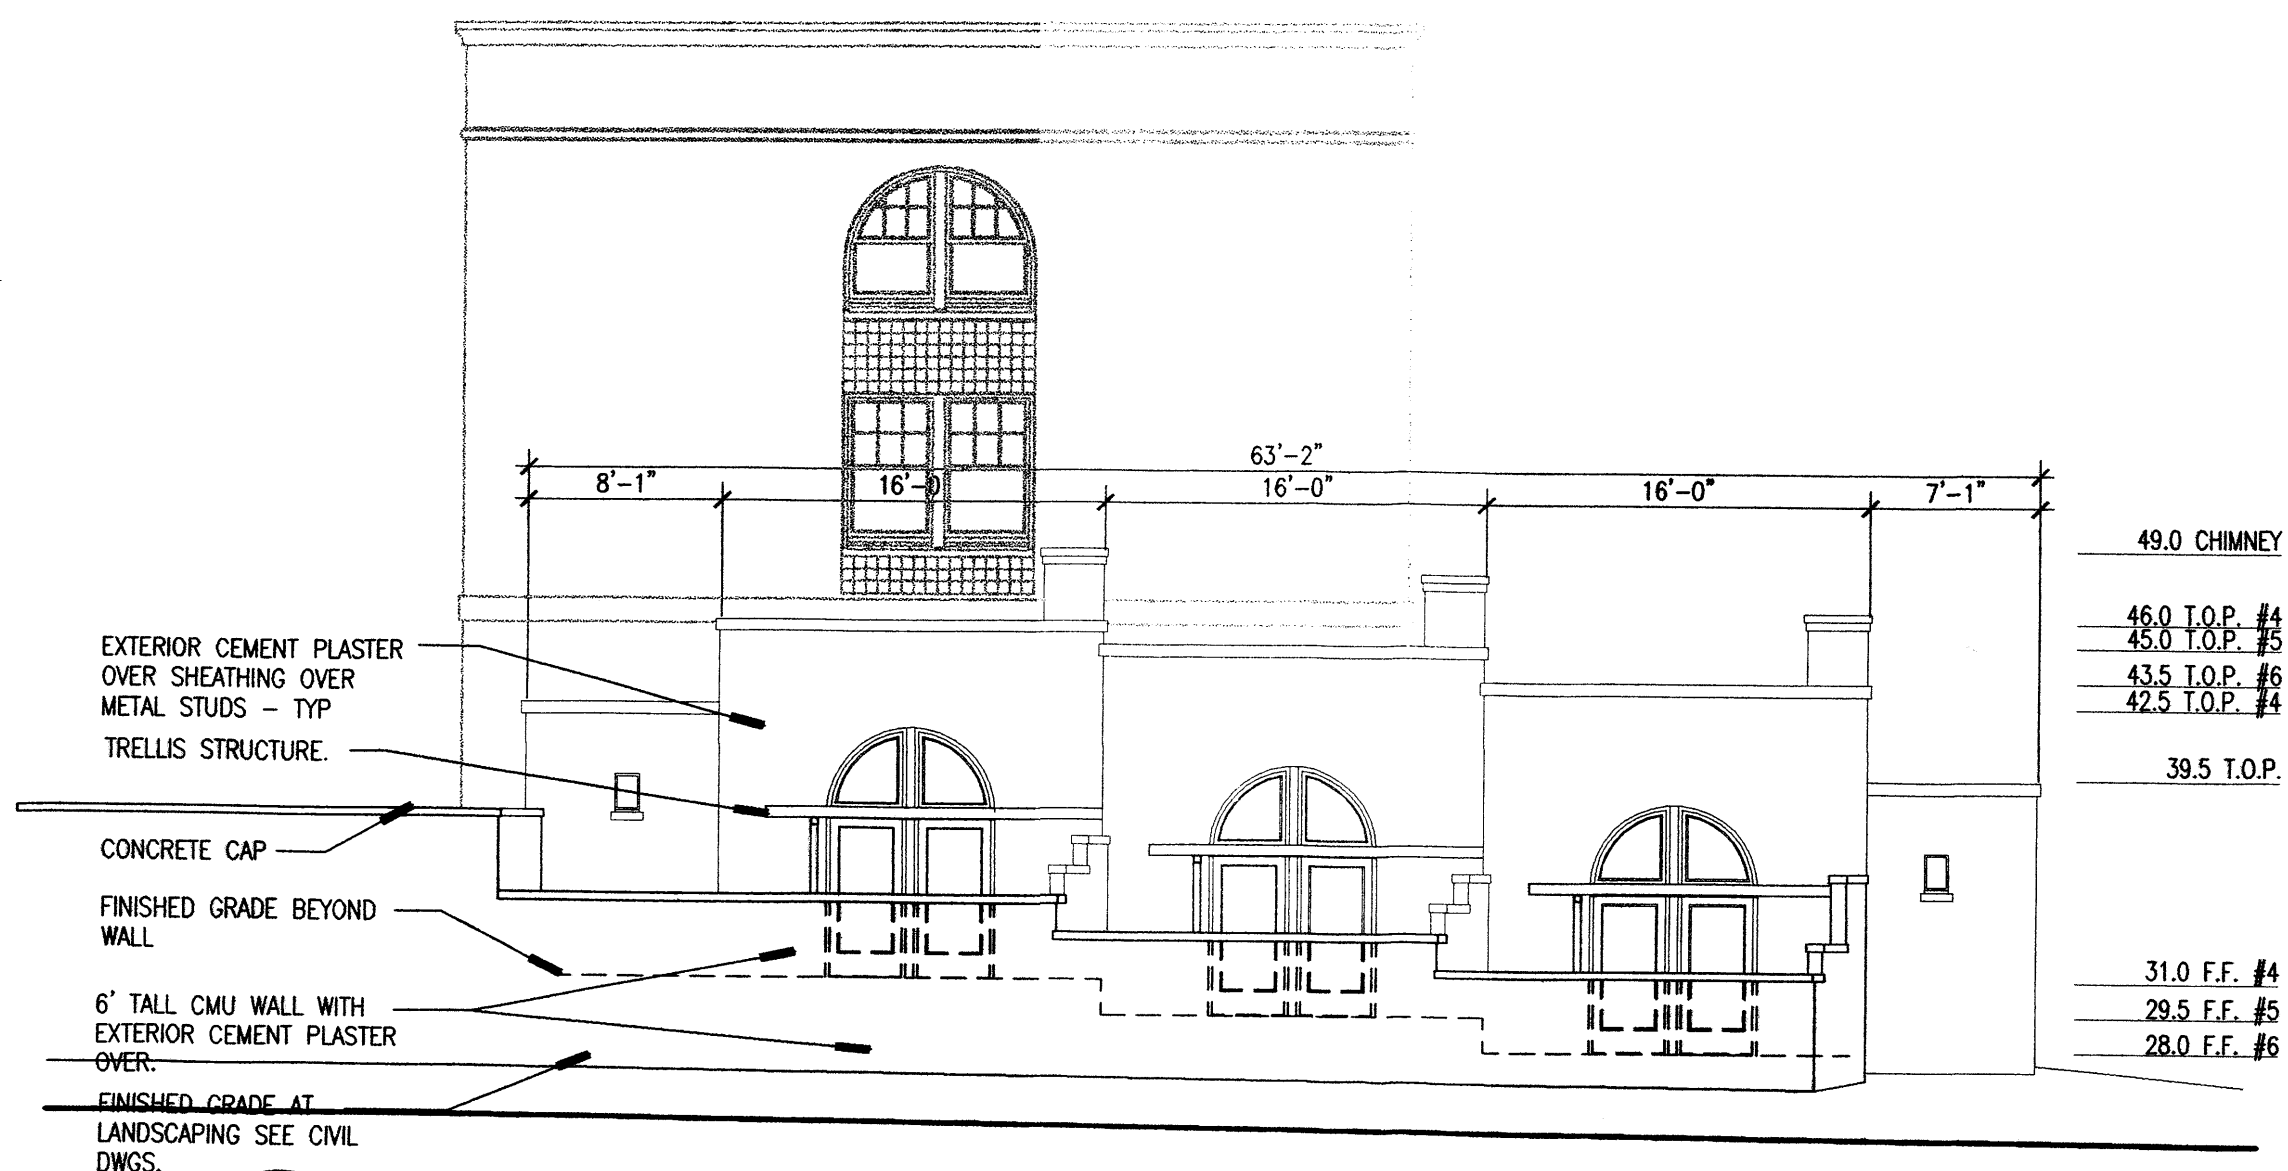 63'-2"
8'-1"
16'-0
16'-0"
16'-0"
7'-1"
49.0 CHIMNEY
46.0 T.O.P. #4
45.0 T.O.P. #5
43.5 T.O.P. #6
42.5 T.O.P. #4
39.5 T.O.P.
31.0 F.F. #4
29.5 F.F. #5
28.0 F.F. #6
EXTERIOR CEMENT PLASTER
OVER SHEATHING OVER
METAL STUDS - TYP
TRELLIS STRUCTURE.
CONCRETE CAP
FINISHED GRADE BEYOND
WALL
6' TALL CMU WALL WITH
EXTERIOR CEMENT PLASTER
OVER.
FINISHED GRADE AT
LANDSCAPING SEE CIVIL
DWGS.